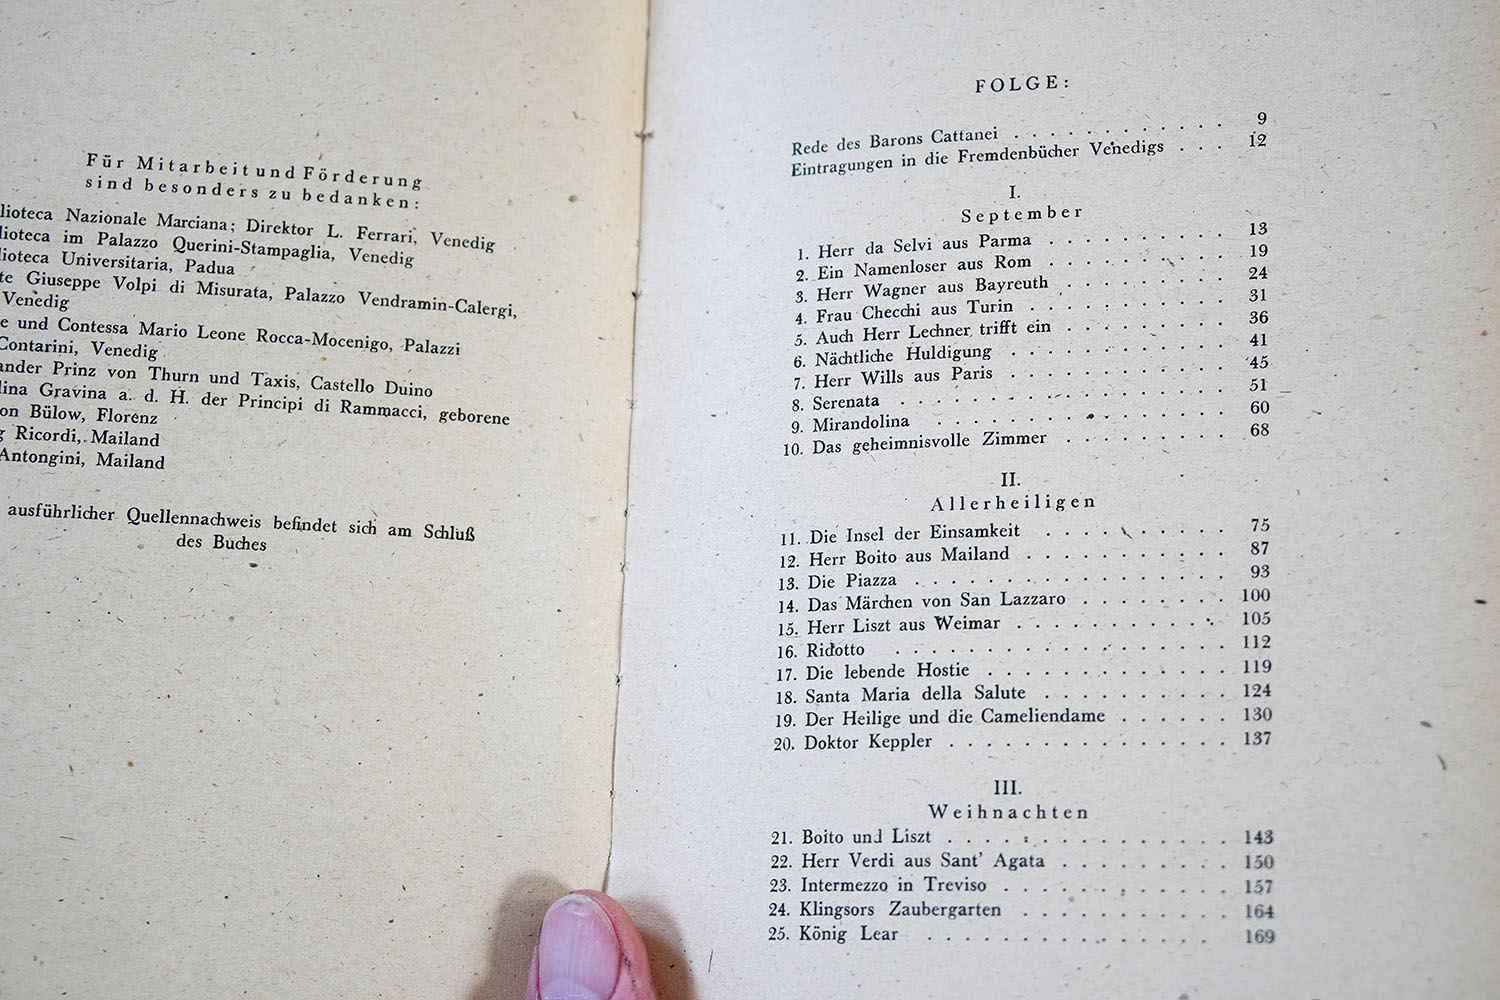 Für Mitarbeit und Förderung
sind besonders zu bedanken:
lioteca Nazionale Marciana; Direktor L. Ferrari, Venedig
lioteca im Palazzo Querini-Stampaglia, Venedig
lioteca Universitaria, Padua
te Giuseppe Volpi di Misurata, Palazzo Vendramin-Calergi,
Venedig
e und Contessa Mario Leone Rocca-Mocenigo, Palazzi
Contarini, Venedig
ander Prinz von Thurn und Taxis, Castello Duino
lina Gravina a. d. H. der Principi di Rammacci, geborene
on Bülow, Florenz
g Ricordi, Mailand
Antongini, Mailand
ausführlicher Quellennachweis befindet sich am Schluß
des Buches
FOLGE:
Rede des Barons Cattanei . . . . . . . . . . . 9
Eintragungen in die Fremdenbücher Venedigs . . . 12
I.
September
1. Herr da Selvi aus Parma . . . . . . . . . 13
2. Ein Namenloser aus Rom . . . . . . . . . 19
3. Herr Wagner aus Bayreuth . . . . . . . . 24
4. Frau Checchi aus Turin . . . . . . . . . . 31
5. Auch Herr Lechner trifft ein . . . . . . . . 36
6. Nächtliche Huldigung . . . . . . . . . . . 41
7. Herr Wills aus Paris . . . . . . . . . . . 45
8. Serenata . . . . . . . . . . . . . . . . 51
9. Mirandolina . . . . . . . . . . . . . . 60
10. Das geheimnisvolle Zimmer . . . . . . . . 68
II.
Allerheiligen
11. Die Insel der Einsamkeit . . . . . . . . . 75
12. Herr Boito aus Mailand . . . . . . . . . . 87
13. Die Piazza . . . . . . . . . . . . . . . 93
14. Das Märchen von San Lazzaro . . . . . . . 100
15. Herr Liszt aus Weimar . . . . . . . . . . 105
16. Ridotto . . . . . . . . . . . . . . . 112
17. Die lebende Hostie . . . . . . . . . . . . 119
18. Santa Maria della Salute . . . . . . . . . 124
19. Der Heilige und die Cameliendame . . . . . . 130
20. Doktor Keppler . . . . . . . . . . . . . 137
III.
Weihnachten
21. Boito und Liszt . . . . . . . . . . . . . 143
22. Herr Verdi aus Sant' Agata . . . . . . . . 150
23. Intermezzo in Treviso . . . . . . . . . . . 157
24. Klingsors Zaubergarten . . . . . . . . . . 164
25. König Lear . . . . . . . . . . . . . 169